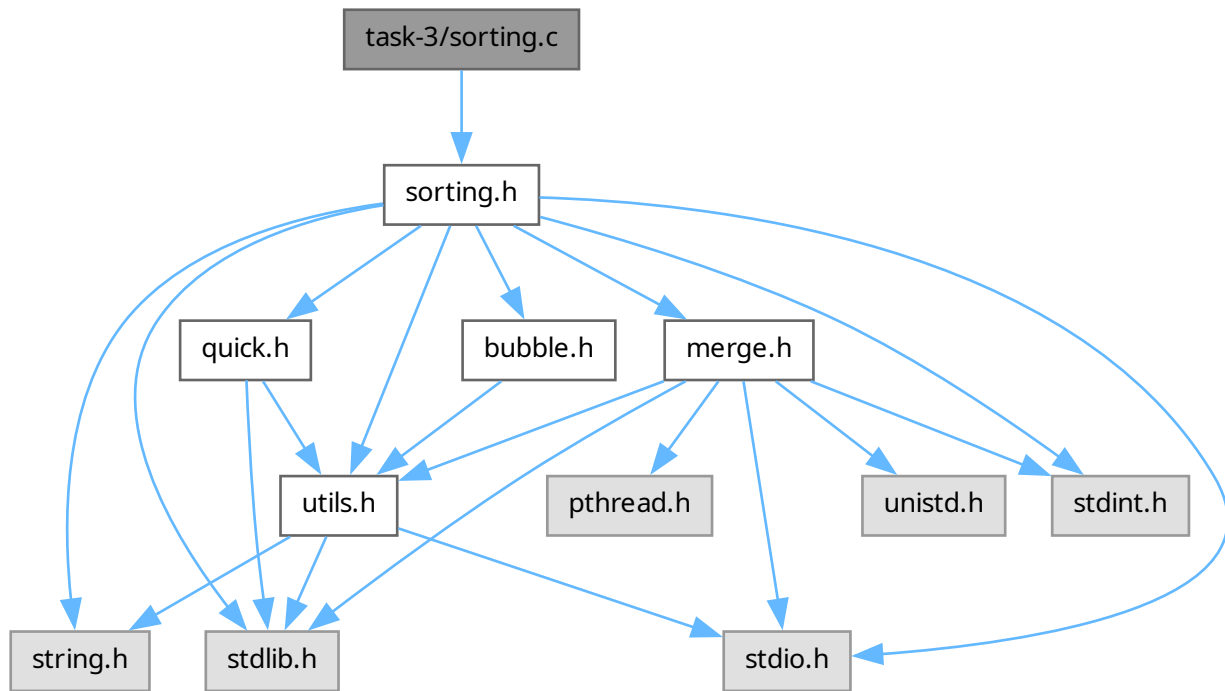 task-3/sorting.c
sorting.h
quick.h
bubble.h
merge.h
utils.h
pthread.h
unistd.h
stdint.h
string.h
stdlib.h
stdio.h